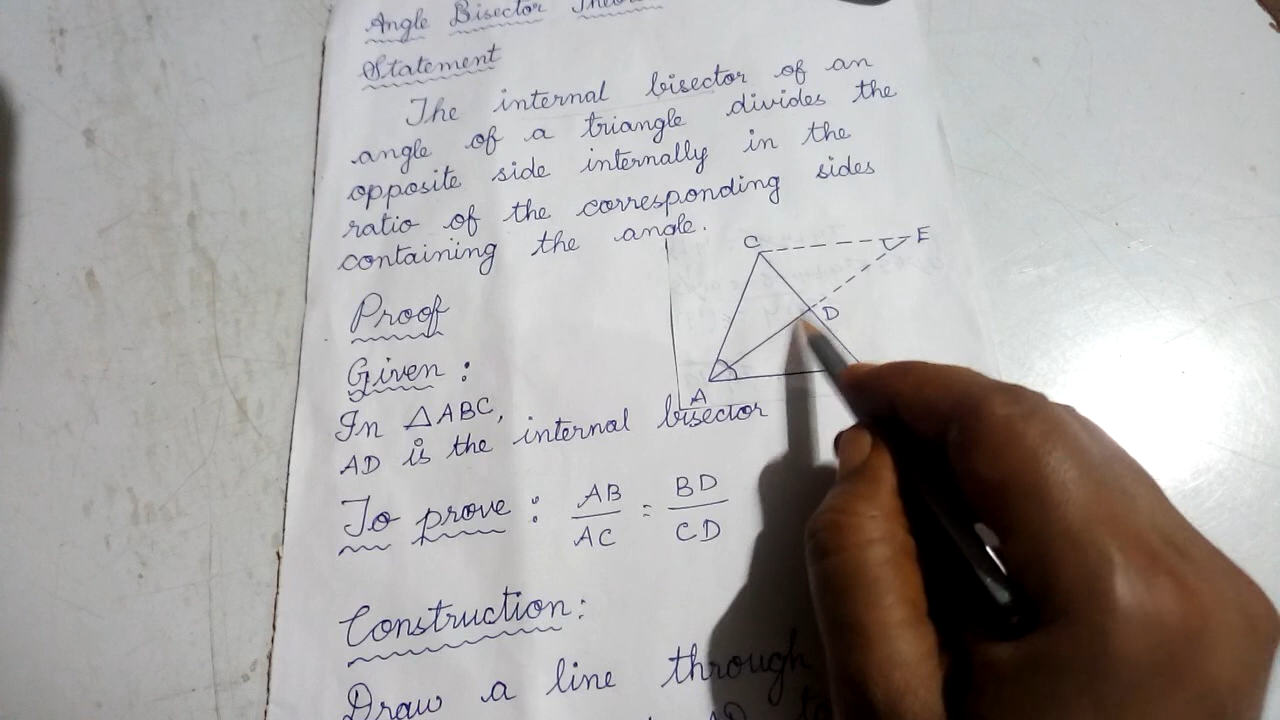 Angle Bisector
Statement
The internal bisector of an
angle of a triangle divides the
opposite side internally in the
ratio of the corresponding sides
containing the angle.
C E
D
A
Proof
Given :
In △ABC,
AD is the internal bisector
To prove : AB/AC = BD/CD
Construction:
Draw a line through